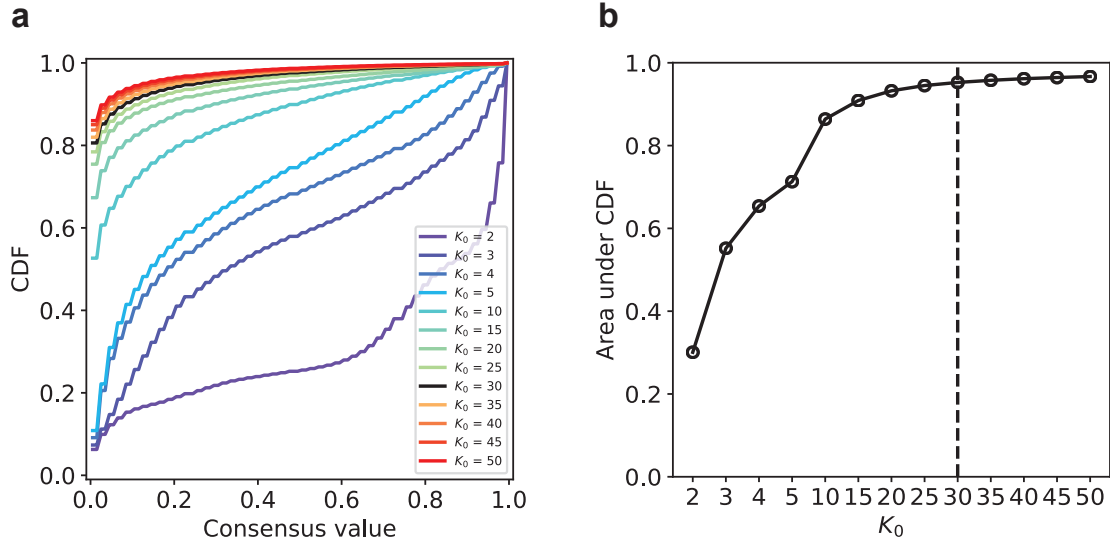 a
1.0
0.8
0.6
0.4
0.2
0.0
CDF
0.0 0.2 0.4 0.6 0.8 1.0
Consensus value
K₀ = 2
K₀ = 3
K₀ = 4
K₀ = 5
K₀ = 10
K₀ = 15
K₀ = 20
K₀ = 25
K₀ = 30
K₀ = 35
K₀ = 40
K₀ = 45
K₀ = 50
b
1.0
0.8
0.6
0.4
0.2
0.0
Area under CDF
2 3 4 5 10 15 20 25 30 35 40 45 50
K₀